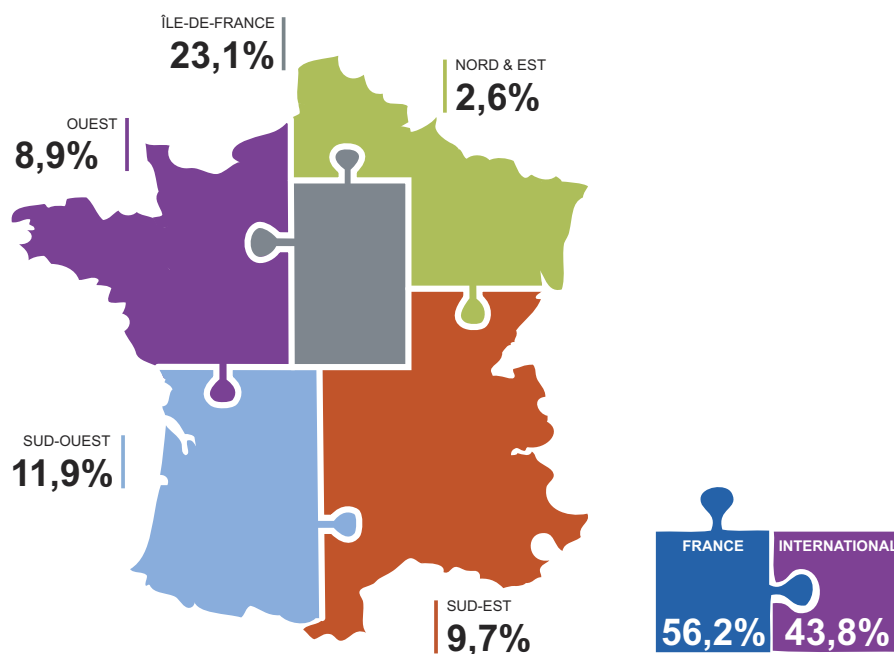 ÎLE-DE-FRANCE
23,1%
NORD & EST
2,6%
OUEST
8,9%
SUD-OUEST
11,9%
SUD-EST
9,7%
FRANCE
56,2%
INTERNATIONAL
43,8%